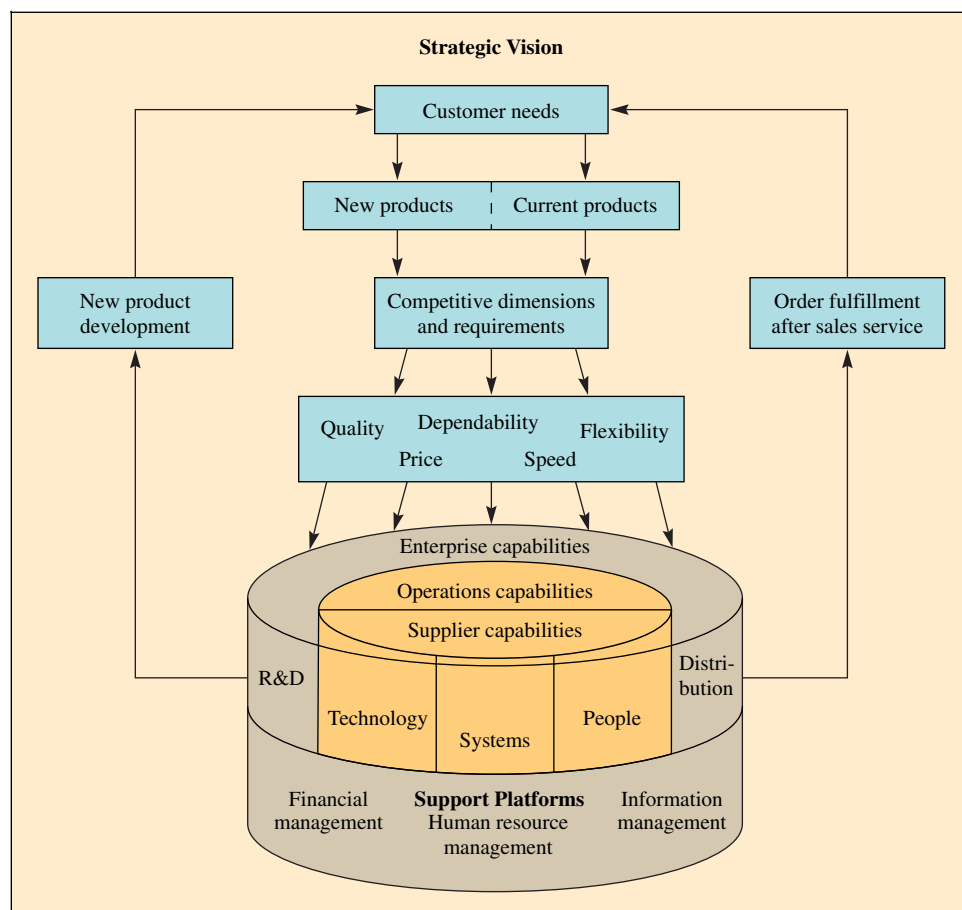 Strategic Vision
Customer needs
New products
Current products
New product
development
Competitive dimensions
and requirements
Order fulfillment
after sales service
Quality
Dependability
Flexibility
Price
Speed
Enterprise capabilities
Operations capabilities
Supplier capabilities
R&D
Distri-
bution
Technology
Systems
People
Financial
management
Support Platforms
Human resource
management
Information
management